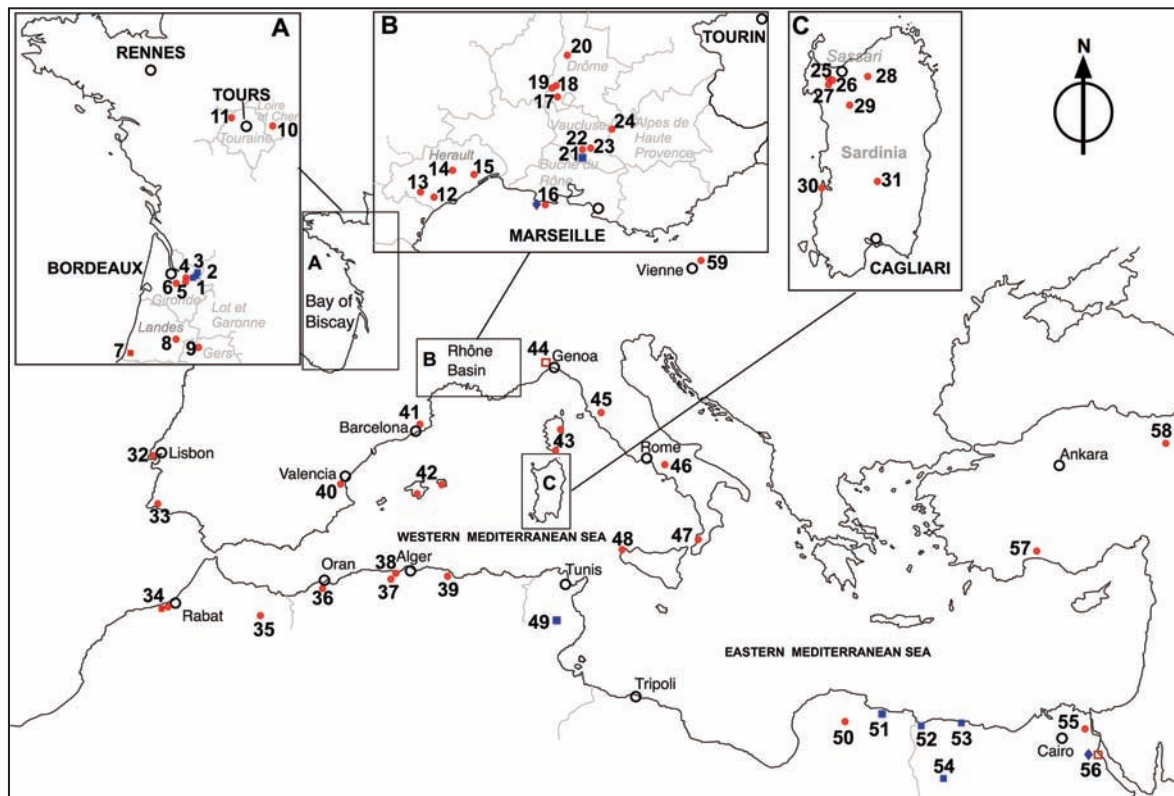 A
RENNES
TOURS
11
Loire
et Cher
10
Touraine
BORDEAUX
4
3
2
6
5
1
Gironde
Lot et
Garonne
Landes
7
8
9
Gers
B
TOURIN
20
Drôme
19
18
17
Vaucluse
24
Alpes de
Haute
Provence
22
23
21
Herault
Buche du
Rône
14
15
13
12
16
MARSEILLE
C
Sassari
25
26
27
28
29
Sardinia
30
31
CAGLIARI
N
A
Bay of
Biscay
Vienne
59
B
Rhône
Basin
44
Genoa
41
Barcelona
45
43
Rome
46
58
Ankara
32
Lisbon
Valencia
40
42
C
33
WESTERN MEDITERRANEAN SEA
48
47
57
34
Rabat
35
Oran
36
38
Alger
37
39
Tunis
49
EASTERN MEDITERRANEAN SEA
Tripoli
50
51
52
53
54
55
Cairo
56